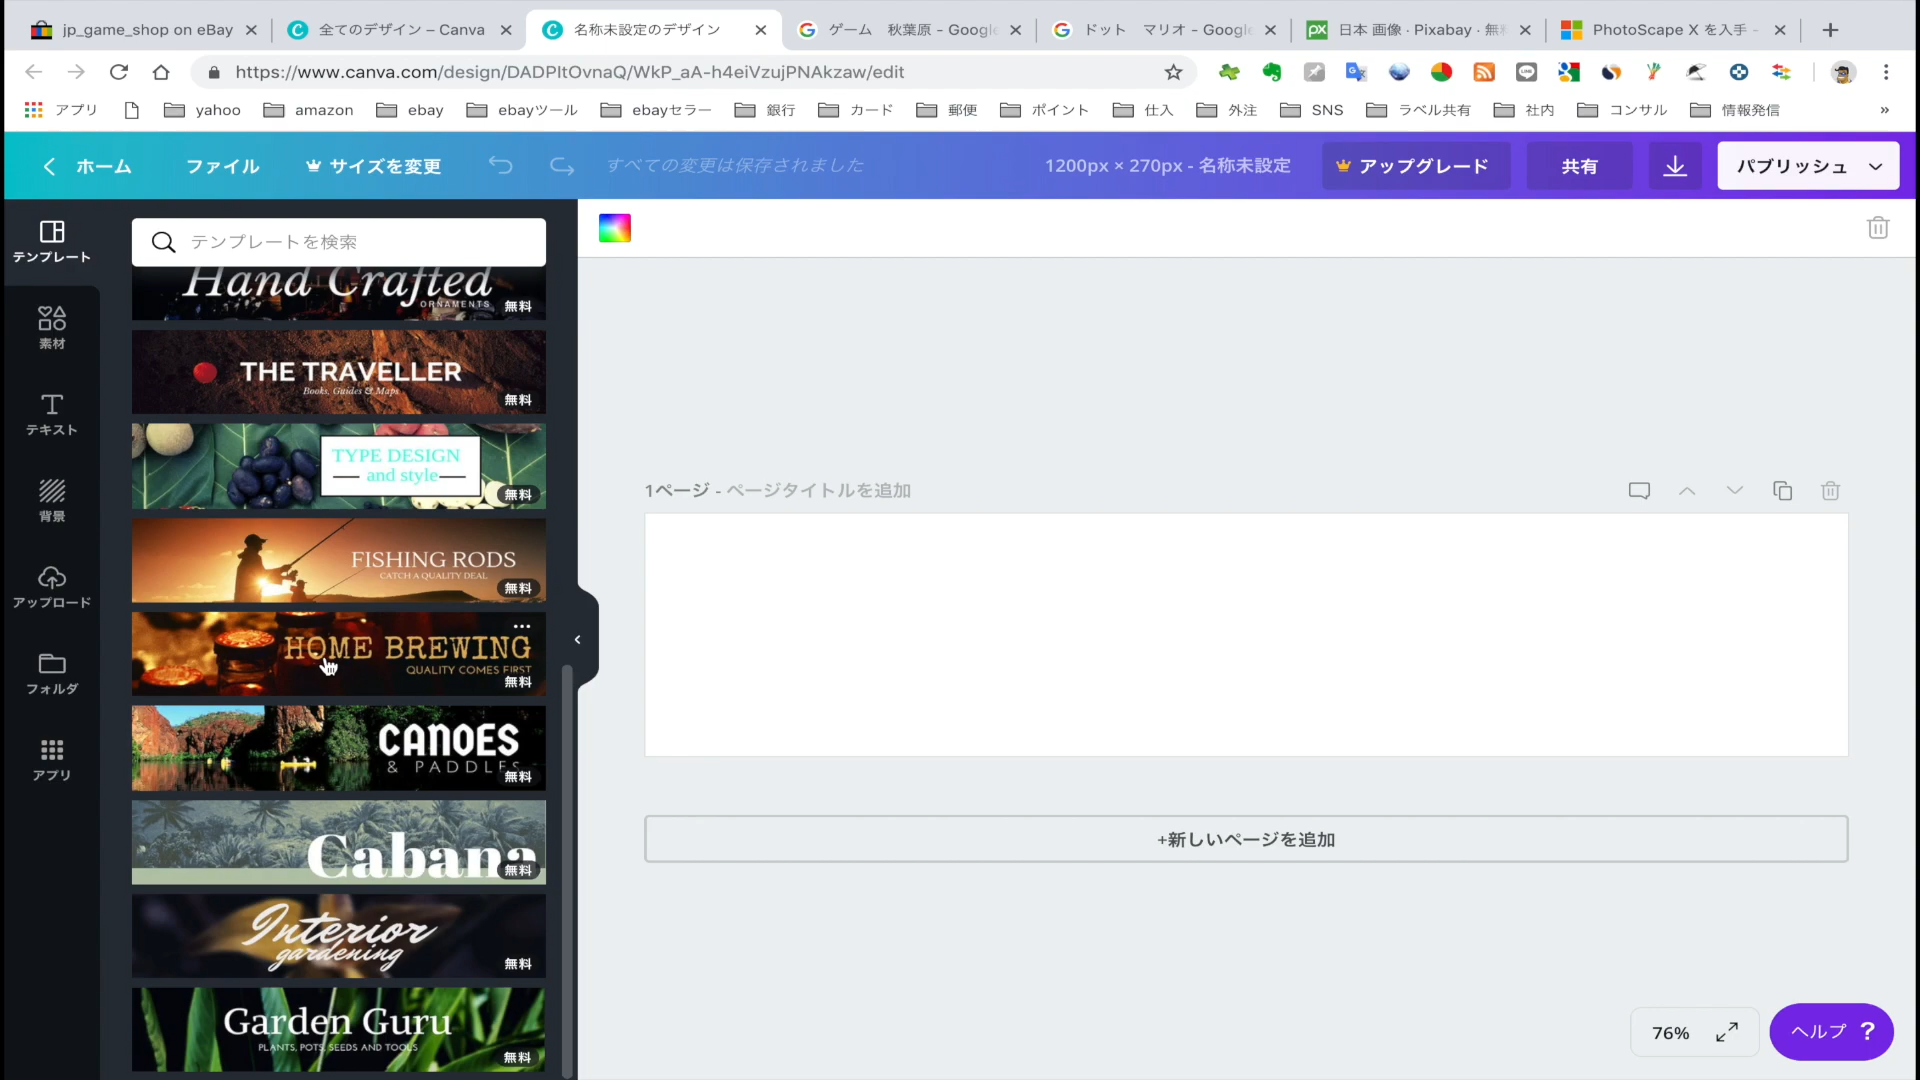 jp_game_shop on eBay
全てのデザイン – Canva
名称未設定のデザイン
ゲーム 秋葉原 - Google
ドット マリオ - Google
日本 画像 · Pixabay · 無料
PhotoScape X を入手 -
https://www.canva.com/design/DADPItOvnaQ/WkP_aA-h4eiVzujPNAkzaw/edit
アプリ
yahoo
amazon
ebay
ebayツール
ebayセラー
銀行
カード
郵便
ポイント
仕入
外注
SNS
ラベル共有
社内
コンサル
情報発信
»
ホーム
ファイル
サイズを変更
すべての変更は保存されました
1200px × 270px - 名称未設定
アップグレード
共有
パブリッシュ
テンプレート
素材
テキスト
背景
アップロード
フォルダ
アプリ
テンプレートを検索
Hand Crafted
ORNAMENTS
無料
THE TRAVELLER
Books, Guides & Maps
無料
TYPE DESIGN
and style
無料
FISHING RODS
CATCH A QUALITY DEAL
無料
HOME BREWING
QUALITY COMES FIRST
無料
CANOES
& PADDLES
無料
Cabana
無料
Interior
gardening
無料
Garden Guru
PLANTS, POTS, SEEDS AND TOOLS
無料
1ページ - ページタイトルを追加
+新しいページを追加
76%
ヘルプ ?